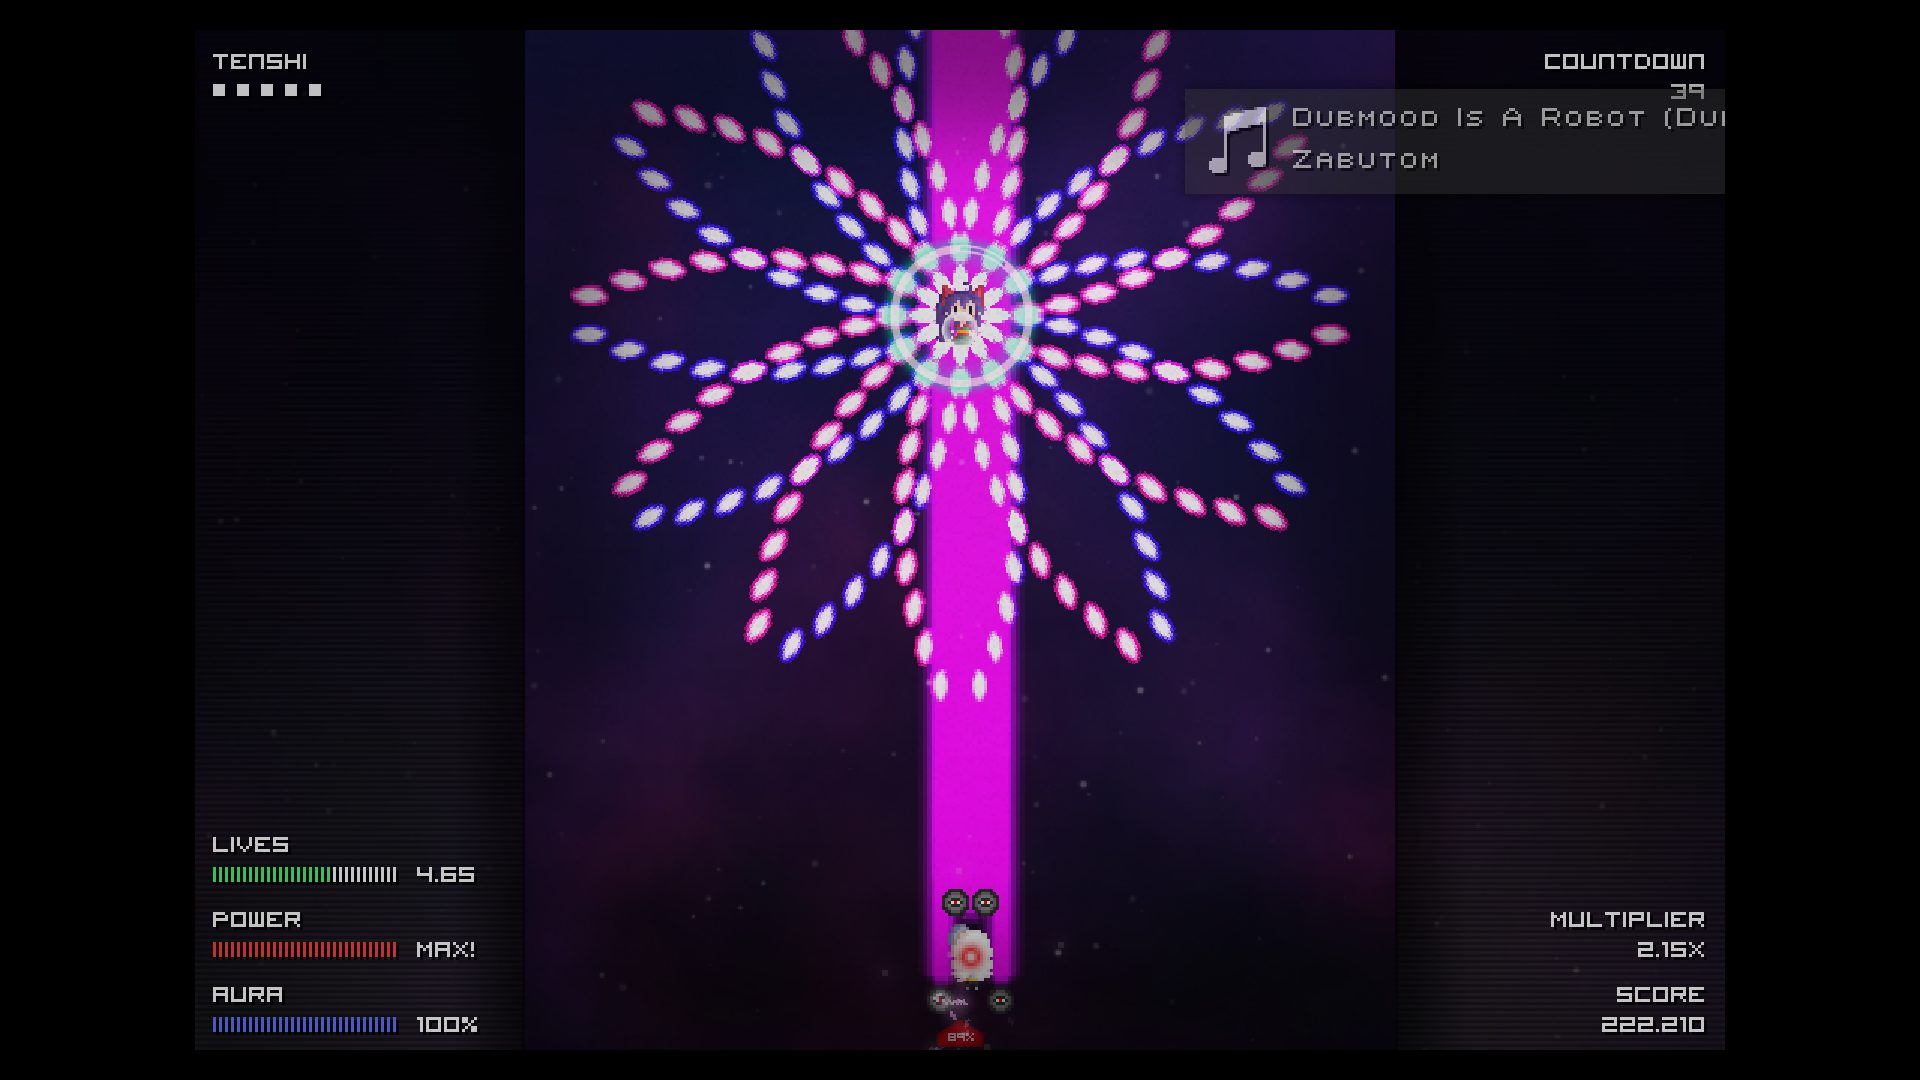 TENSHI
COUNTDOWN
39
DUBMOOD IS A ROBOT (DU
ZABUTOM
LIVES
4.65
POWER
MAX!
AURA
100%
MULTIPLIER
2.15X
SCORE
222.210
89%